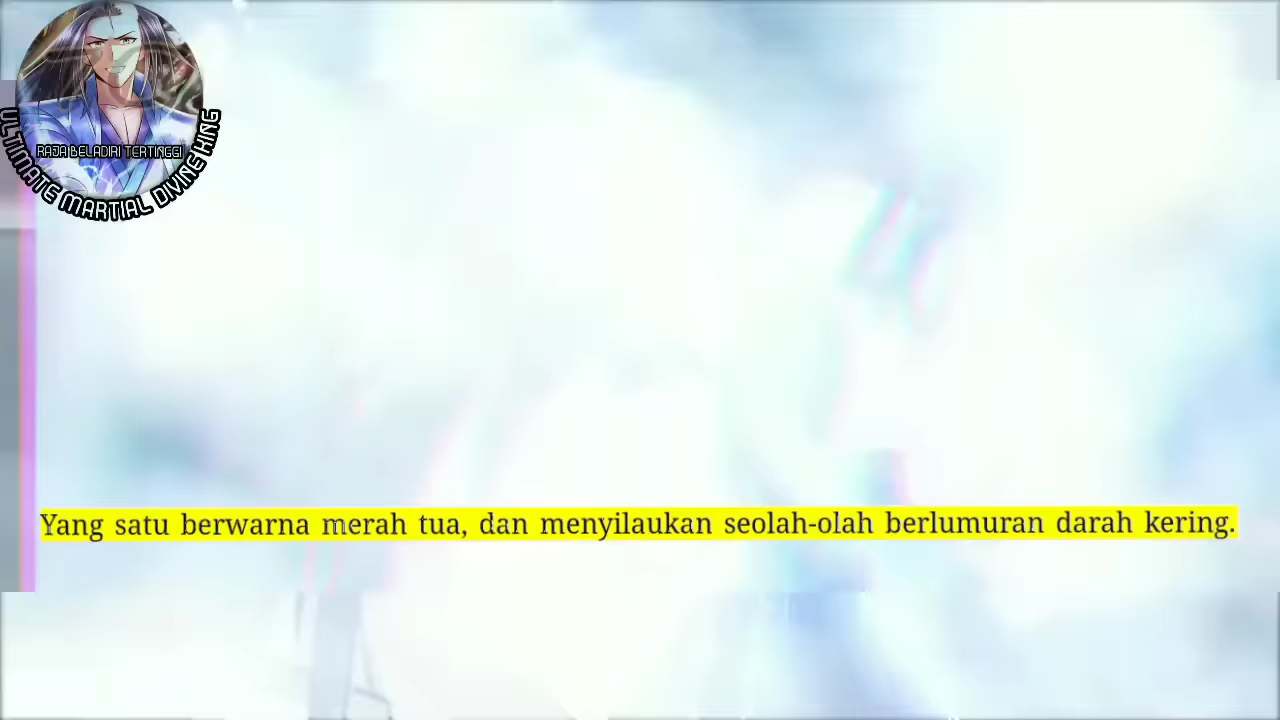 RAJA BELADIRI TERTINGGI
ULTIMATE MARTIAL DIVINE KING
Yang satu berwarna merah tua, dan menyilaukan seolah-olah berlumuran darah kering.